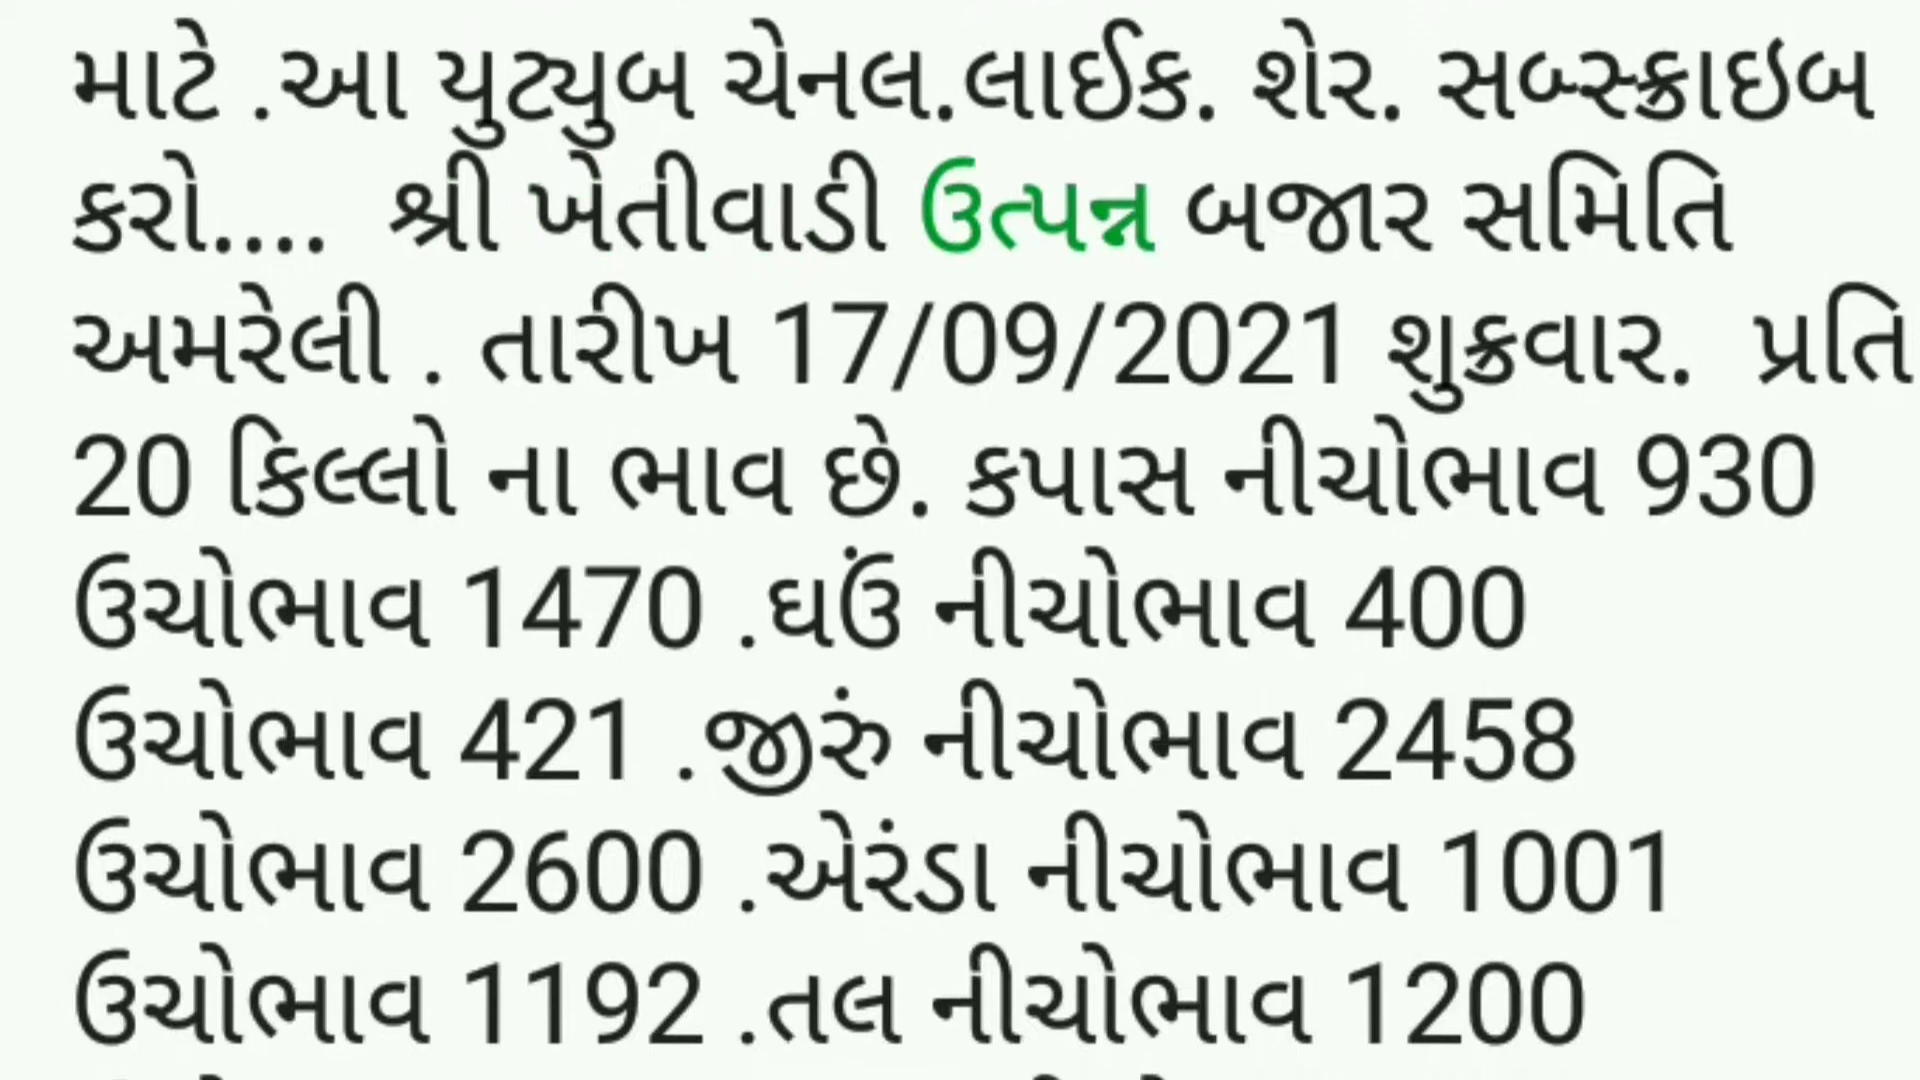 માટે .આ યુટ્યુબ ચેનલ.લાઈક. શેર. સબ્સ્ક્રાઇબ
કરો.... શ્રી ખેતીવાડી ઉત્પન્ન બજાર સમિતિ
અમરેલી . તારીખ 17/09/2021 શુક્રવાર. પ્રતિ
20 કિલ્લો ના ભાવ છે. કપાસ નીચોભાવ 930
ઉચોભાવ 1470 .ઘઉં નીચોભાવ 400
ઉચોભાવ 421 .જીરું નીચોભાવ 2458
ઉચોભાવ 2600 .એરંડા નીચોભાવ 1001
ઉચોભાવ 1192 .તલ નીચોભાવ 1200